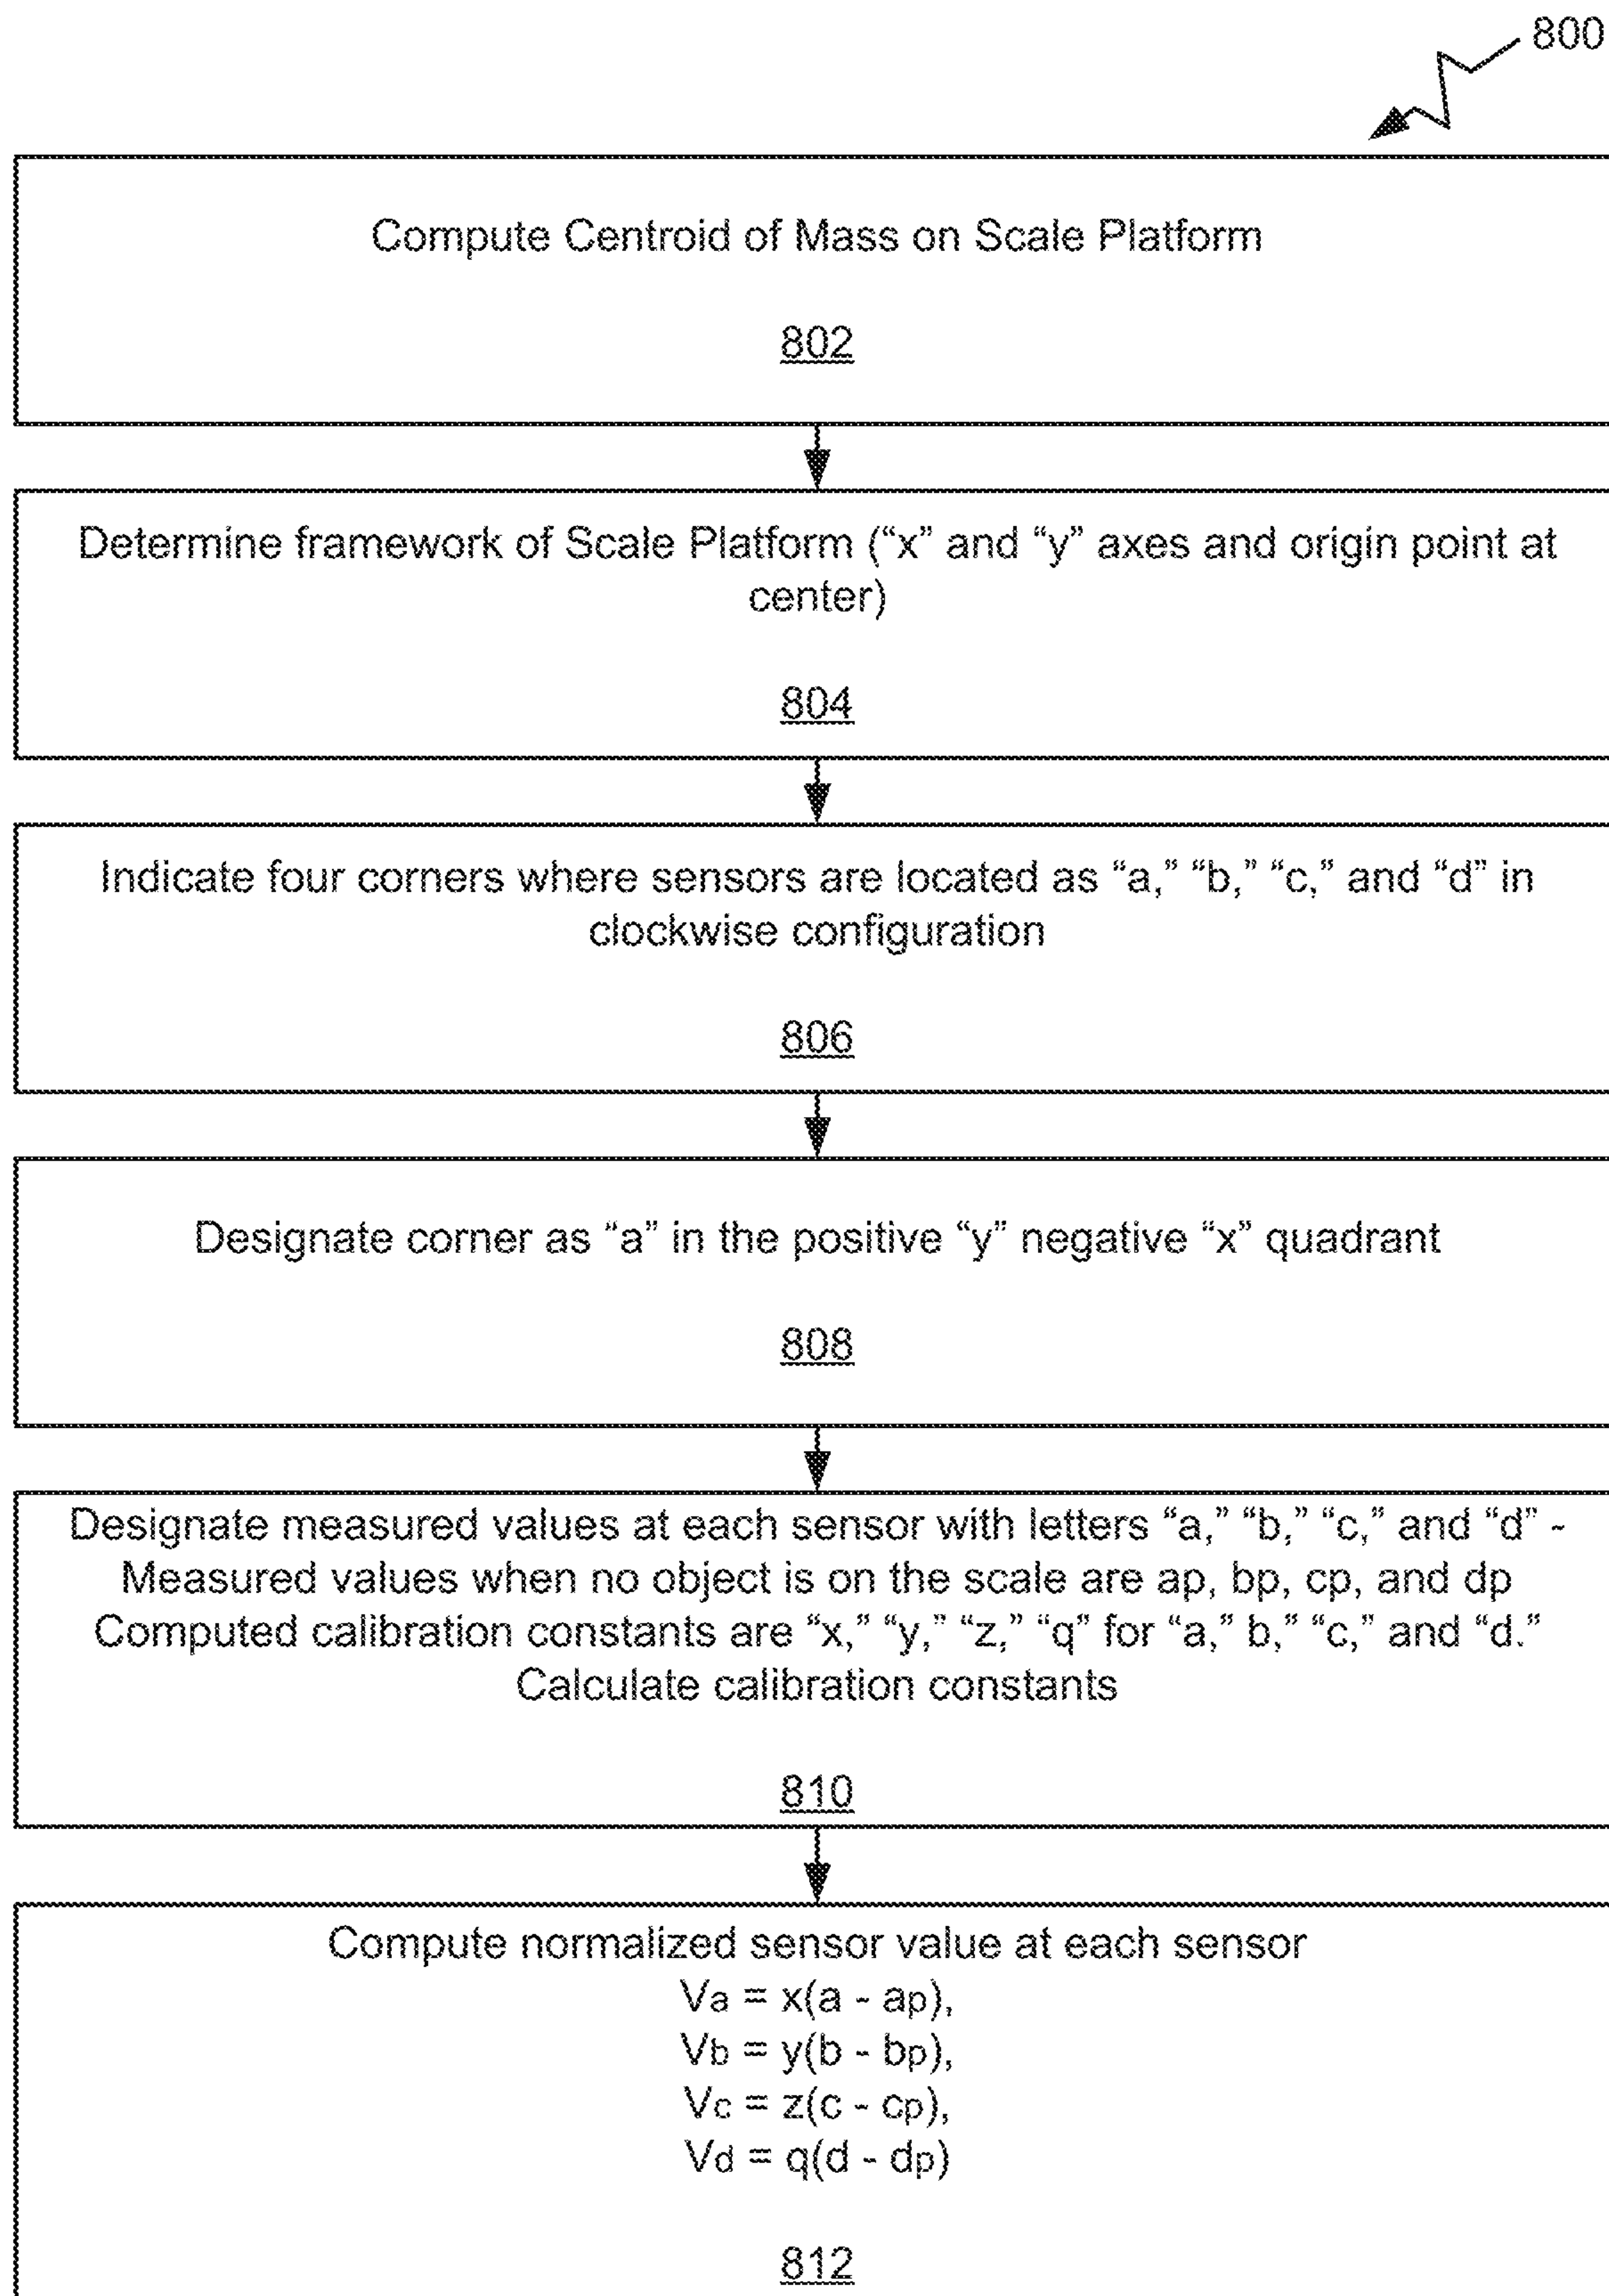 800
Compute Centroid of Mass on Scale Platform
802
Determine framework of Scale Platform (“x” and “y” axes and origin point at
center)
804
Indicate four corners where sensors are located as “a,” “b,” “c,” and “d” in
clockwise configuration
806
Designate corner as “a” in the positive “y” negative “x” quadrant
808
Designate measured values at each sensor with letters “a,” “b,” “c,” and “d” -
Measured values when no object is on the scale are ap, bp, cp, and dp
Computed calibration constants are “x,” “y,” “z,” “q” for “a,” b,” “c,” and “d.”
Calculate calibration constants
810
Compute normalized sensor value at each sensor
Va = x(a - ap),
Vb = y(b - bp),
Vc = z(c - cp),
Vd = q(d - dp)
812